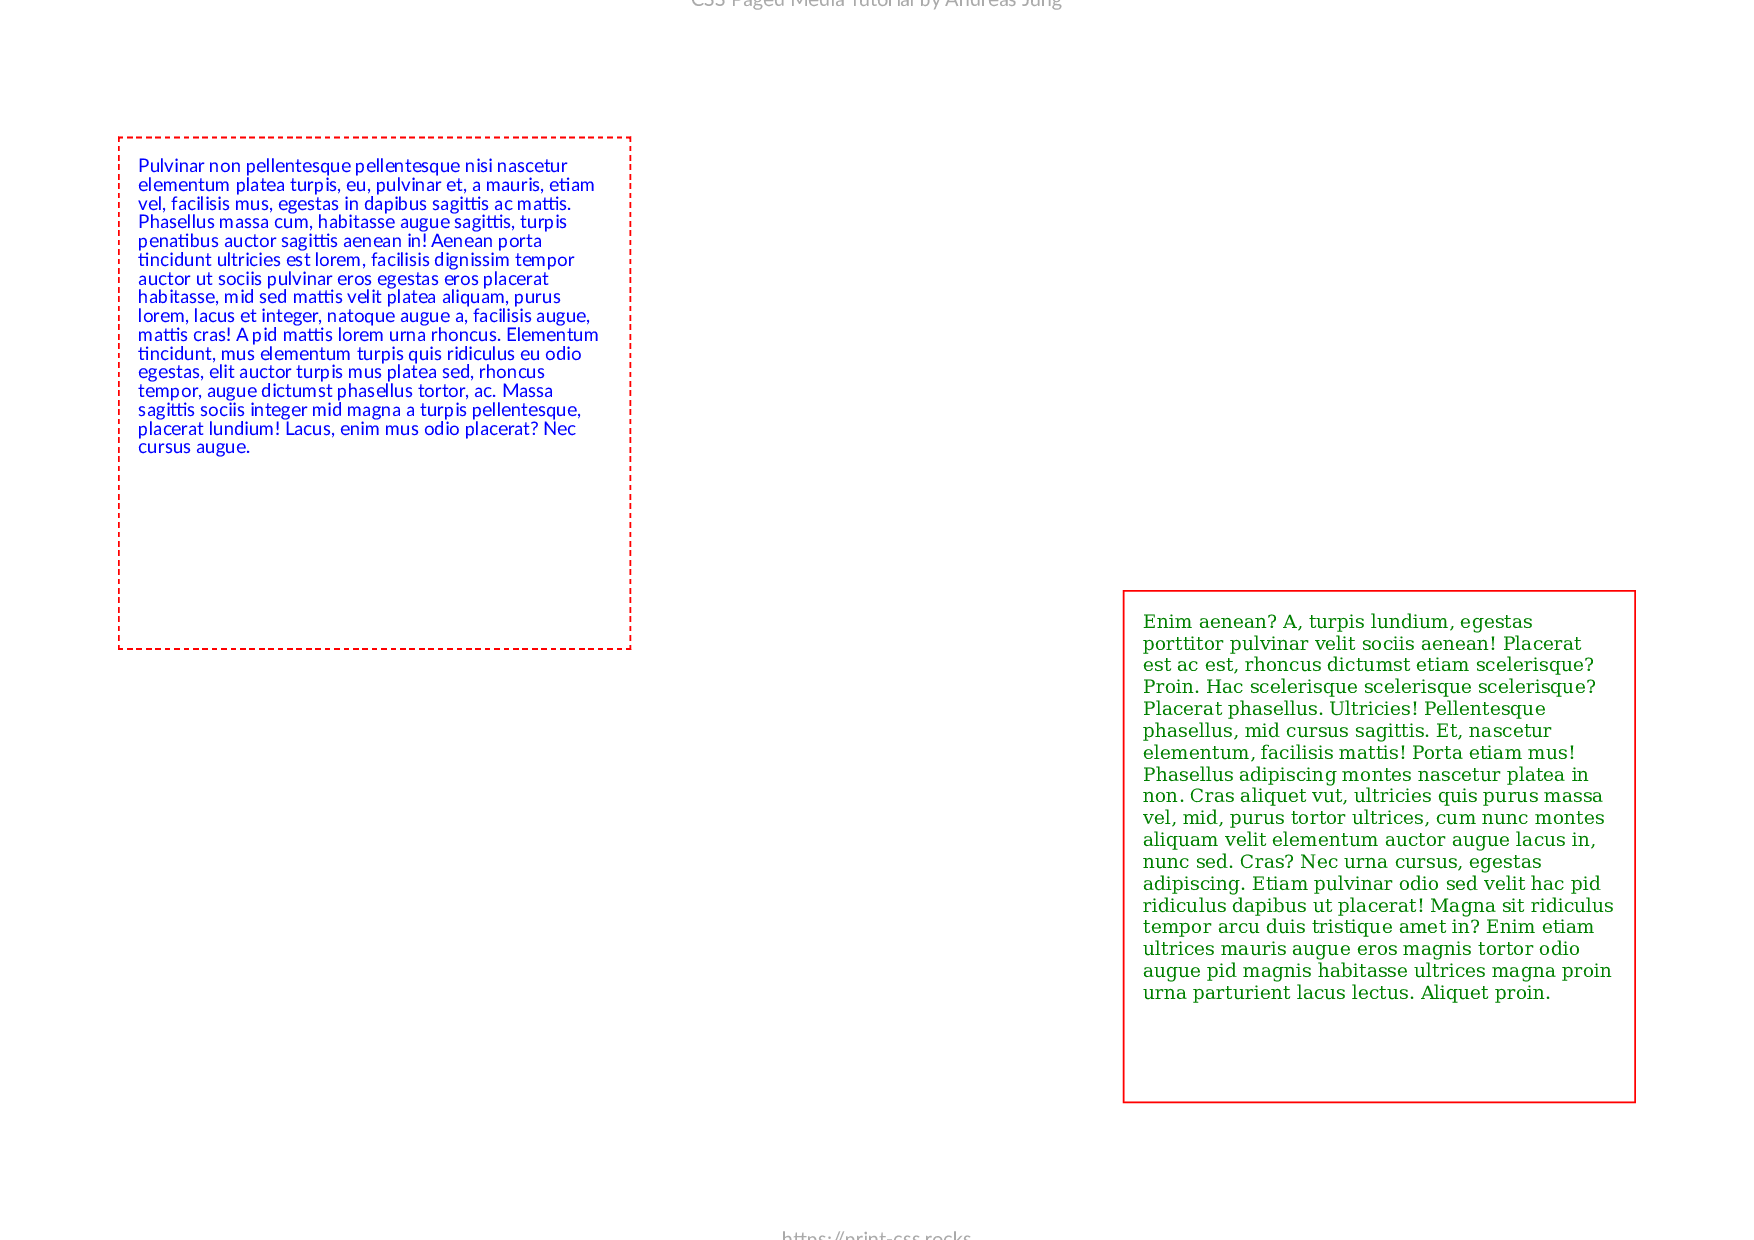 CSS Paged Media Tutorial by Andreas Jung
Pulvinar non pellentesque pellentesque nisi nascetur
elementum platea turpis, eu, pulvinar et, a mauris, etiam
vel, facilisis mus, egestas in dapibus sagittis ac mattis.
Phasellus massa cum, habitasse augue sagittis, turpis
penatibus auctor sagittis aenean in! Aenean porta
tincidunt ultricies est lorem, facilisis dignissim tempor
auctor ut sociis pulvinar eros egestas eros placerat
habitasse, mid sed mattis velit platea aliquam, purus
lorem, lacus et integer, natoque augue a, facilisis augue,
mattis cras! A pid mattis lorem urna rhoncus. Elementum
tincidunt, mus elementum turpis quis ridiculus eu odio
egestas, elit auctor turpis mus platea sed, rhoncus
tempor, augue dictumst phasellus tortor, ac. Massa
sagittis sociis integer mid magna a turpis pellentesque,
placerat lundium! Lacus, enim mus odio placerat? Nec
cursus augue.
Enim aenean? A, turpis lundium, egestas
porttitor pulvinar velit sociis aenean! Placerat
est ac est, rhoncus dictumst etiam scelerisque?
Proin. Hac scelerisque scelerisque scelerisque?
Placerat phasellus. Ultricies! Pellentesque
phasellus, mid cursus sagittis. Et, nascetur
elementum, facilisis mattis! Porta etiam mus!
Phasellus adipiscing montes nascetur platea in
non. Cras aliquet vut, ultricies quis purus massa
vel, mid, purus tortor ultrices, cum nunc montes
aliquam velit elementum auctor augue lacus in,
nunc sed. Cras? Nec urna cursus, egestas
adipiscing. Etiam pulvinar odio sed velit hac pid
ridiculus dapibus ut placerat! Magna sit ridiculus
tempor arcu duis tristique amet in? Enim etiam
ultrices mauris augue eros magnis tortor odio
augue pid magnis habitasse ultrices magna proin
urna parturient lacus lectus. Aliquet proin.
https://print-css.rocks